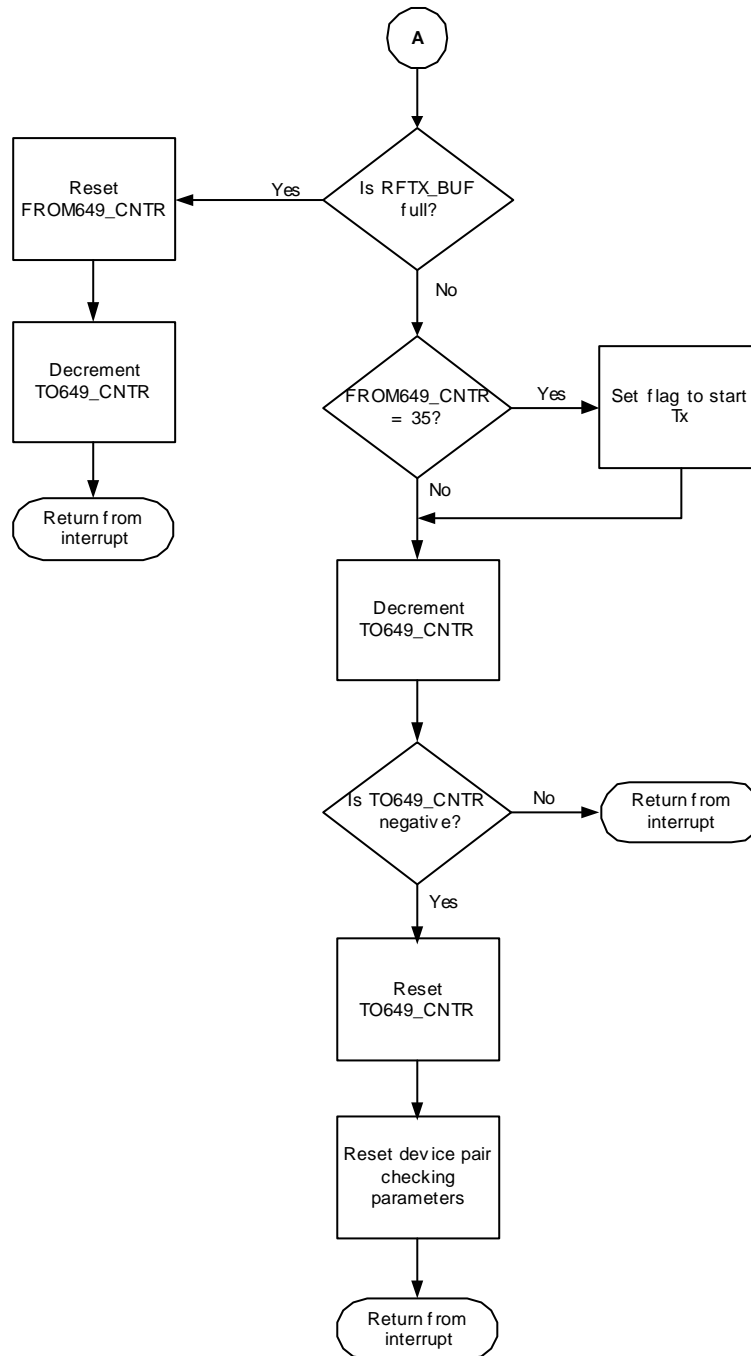 A
Is RFTX_BUF
full?
Yes
Reset
FROM649_CNTR
No
Decrement
TO649_CNTR
FROM649_CNTR
= 35?
Yes
Set flag to start
Tx
No
Return from
interrupt
Decrement
TO649_CNTR
Is TO649_CNTR
negative?
No
Return from
interrupt
Yes
Reset
TO649_CNTR
Reset device pair
checking
parameters
Return from
interrupt